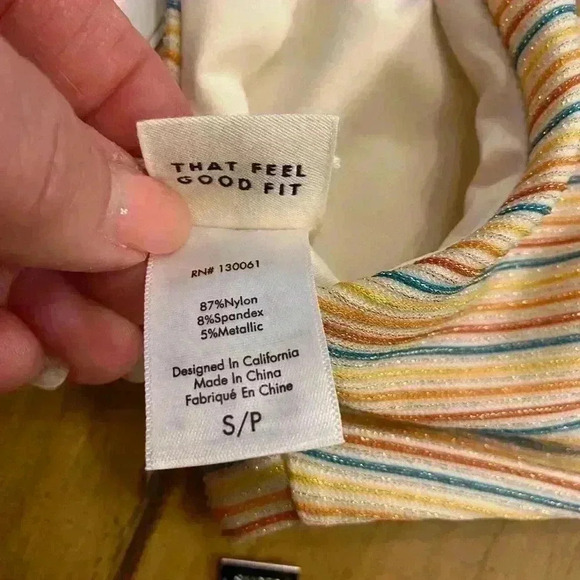 THAT FEEL
GOOD FIT
RN# 130061
87%Nylon
8%Spandex
5%Metallic
Designed In California
Made In China
Fabriqué En Chine
S/P